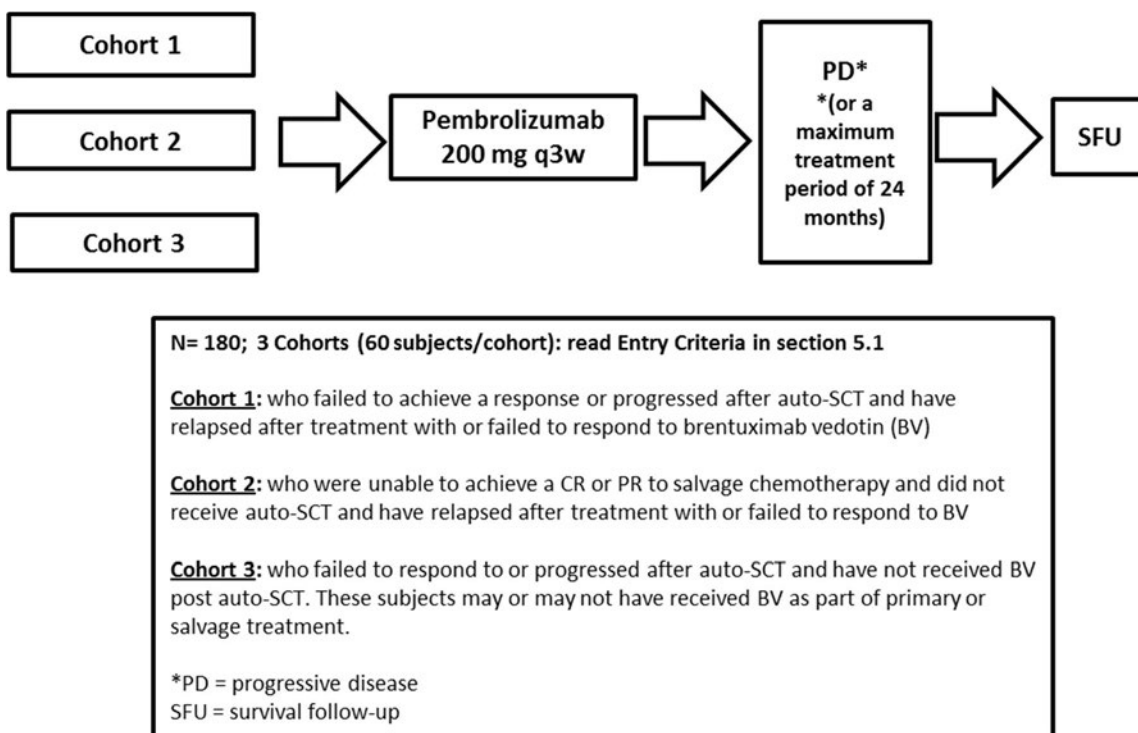 Cohort 1
Cohort 2
Cohort 3
Pembrolizumab
200 mg q3w
PD*
*(or a
maximum
treatment
period of 24
months)
SFU
N= 180; 3 Cohorts (60 subjects/cohort): read Entry Criteria in section 5.1
Cohort 1: who failed to achieve a response or progressed after auto-SCT and have
relapsed after treatment with or failed to respond to brentuximab vedotin (BV)
Cohort 2: who were unable to achieve a CR or PR to salvage chemotherapy and did not
receive auto-SCT and have relapsed after treatment with or failed to respond to BV
Cohort 3: who failed to respond to or progressed after auto-SCT and have not received BV
post auto-SCT. These subjects may or may not have received BV as part of primary or
salvage treatment.
*PD = progressive disease
SFU = survival follow-up